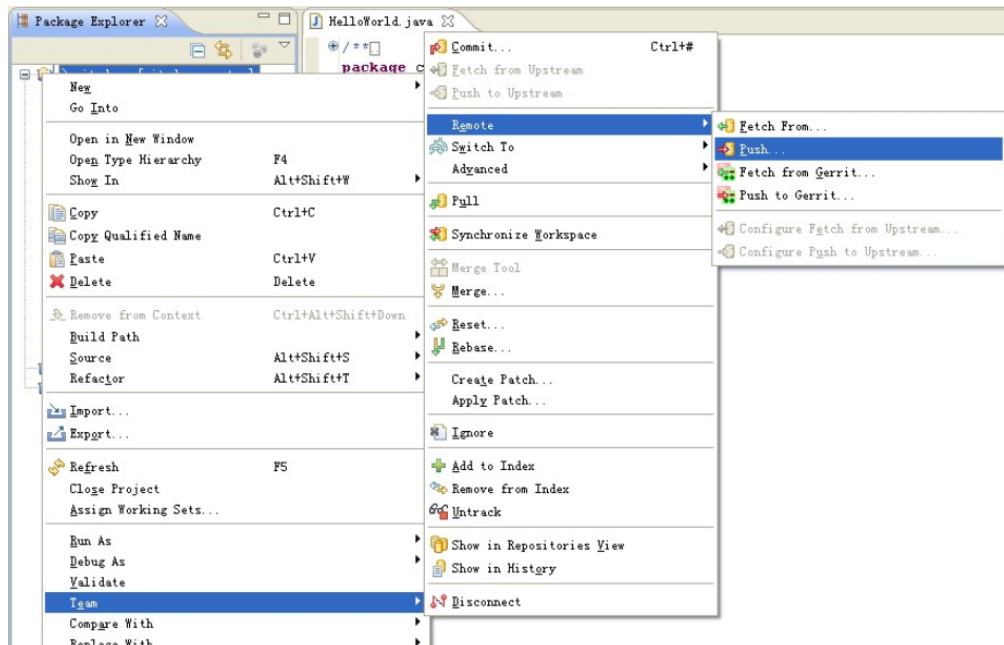 Package Explorer
HelloWorld.java
/**
package c
New
Go Into
Open in New Window
Open Type Hierarchy F4
Show In Alt+Shift+W
Copy Ctrl+C
Copy Qualified Name
Paste Ctrl+V
Delete Delete
Remove from Context Ctrl+Alt+Shift+Down
Build Path
Source Alt+Shift+S
Refactor Alt+Shift+T
Import...
Export...
Refresh F5
Close Project
Assign Working Sets...
Run As
Debug As
Validate
Team
Compare With
Replace With
Commit... Ctrl+#
Fetch from Upstream
Push to Upstream
Remote
Switch To
Advanced
Pull
Synchronize Workspace
Merge Tool
Merge...
Reset...
Rebase...
Create Patch...
Apply Patch...
Ignore
Add to Index
Remove from Index
Untrack
Show in Repositories View
Show in History
Disconnect
Fetch From...
Push...
Fetch from Gerrit...
Push to Gerrit...
Configure Fetch from Upstream...
Configure Push to Upstream...